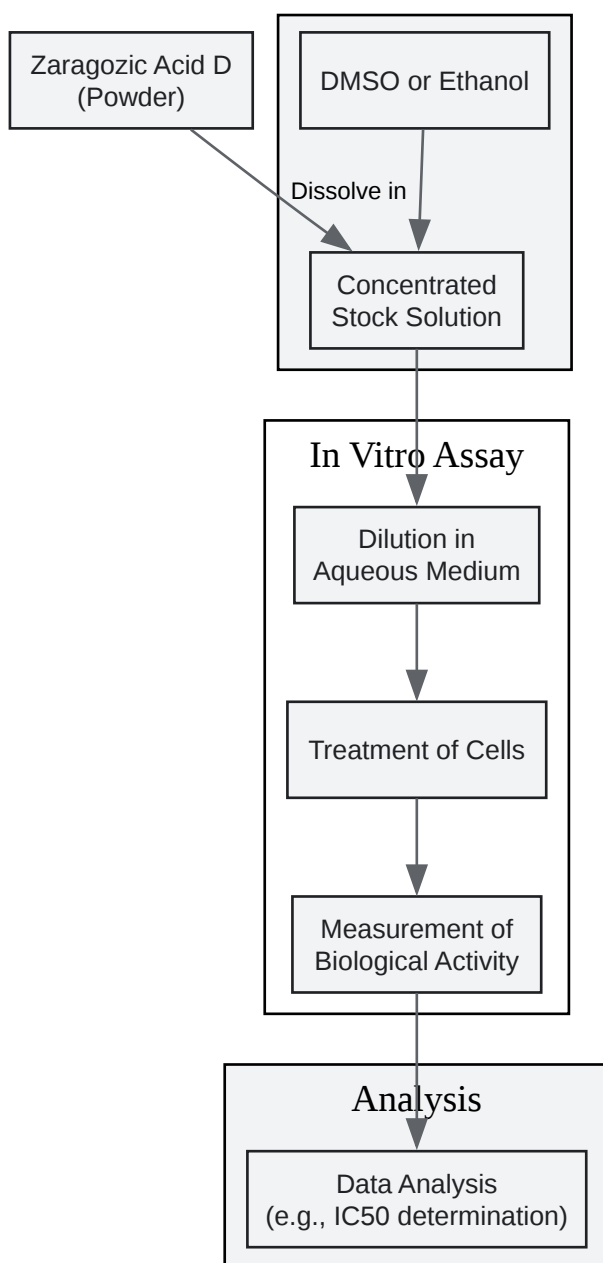 Zaragozic Acid D
(Powder)
DMSO or Ethanol
Dissolve in
Concentrated
Stock Solution
In Vitro Assay
Dilution in
Aqueous Medium
Treatment of Cells
Measurement of
Biological Activity
Analysis
Data Analysis
(e.g., IC50 determination)